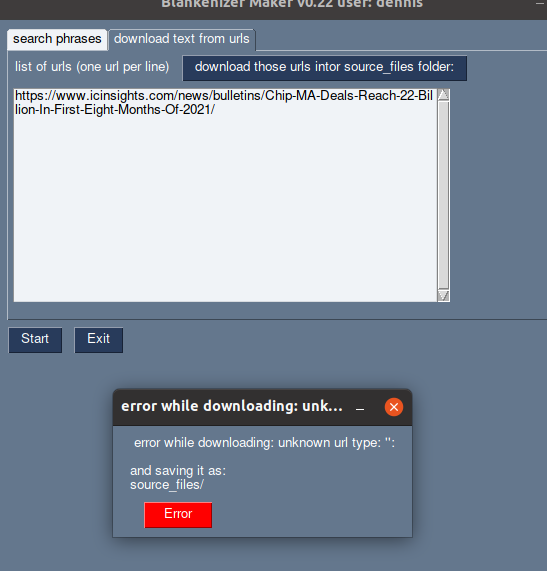 Blankenizer Maker v0.22 user: dennis
search phrases
download text from urls
list of urls (one url per line)
download those urls intor source_files folder:
https://www.icinsights.com/news/bulletins/Chip-MA-Deals-Reach-22-Bil
lion-In-First-Eight-Months-Of-2021/
Start
Exit
error while downloading: unk...
error while downloading: unknown url type: '':
and saving it as:
source_files/
Error